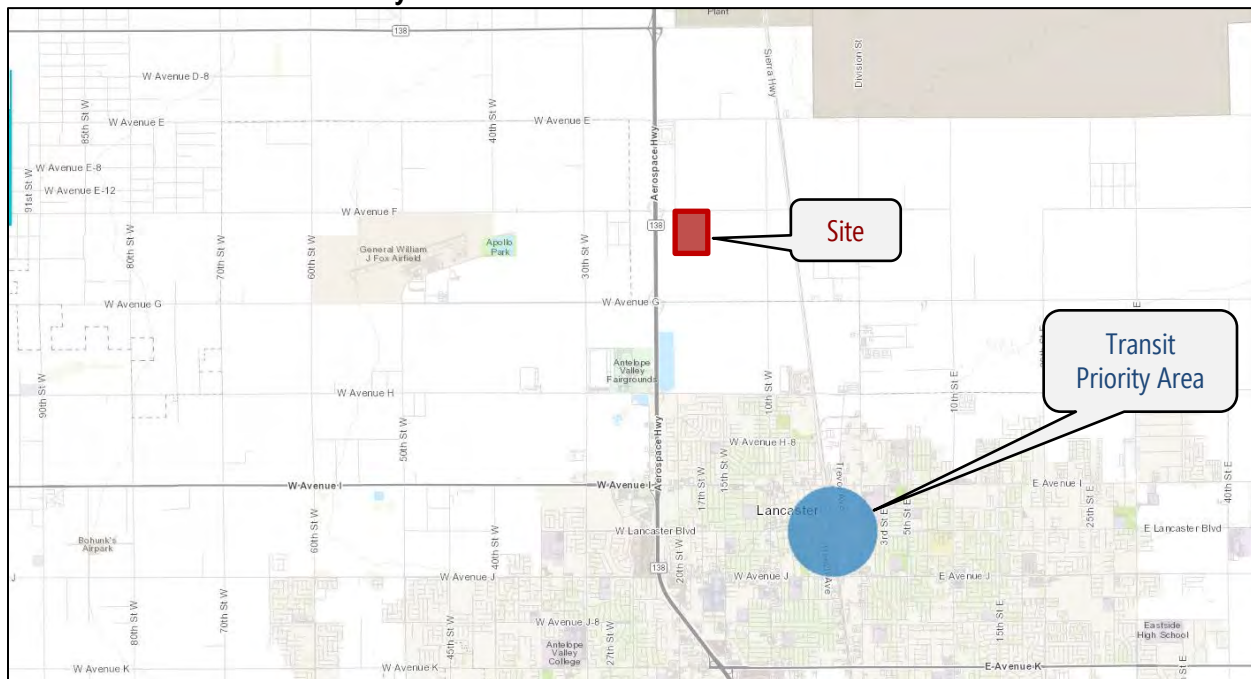 Plant
138
Division St
Sierra Hwy
W Avenue D-8
85th St W
W Avenue E
40th St W
W Avenue E
Aerospace Hwy
W Avenue E-8
W Avenue E-12
91st St W
W Avenue F
138
Site
80th St W
70th St W
60th St W
General William
J Fox Airfield
Apollo
Park
30th St W
W Avenue G
W Avenue G
E
Transit
Priority Area
Antelope
Valley
Fairgrounds
90th St W
W Avenue H
50th St W
10th St W
10th St E
Aerospace Hwy
W Avenue H-8
17th St W
15th St W
W Avenue I
W Avenue I
E Avenue I
25th St E
40th St E
Lancaster
3rd St E
5th St E
60th St W
40th St W
W Lancaster Blvd
E Lancaster Blvd
Bohunk's
Airpark
J
W Avenue J
138
20th St W
W Avenue J
E Avenue J
80th St W
70th St W
W Avenue J-8
45th St W
27th St W
15th St E
Eastside
High School
Antelope
Valley
College
W Avenue K
W Avenue K
E Avenue K